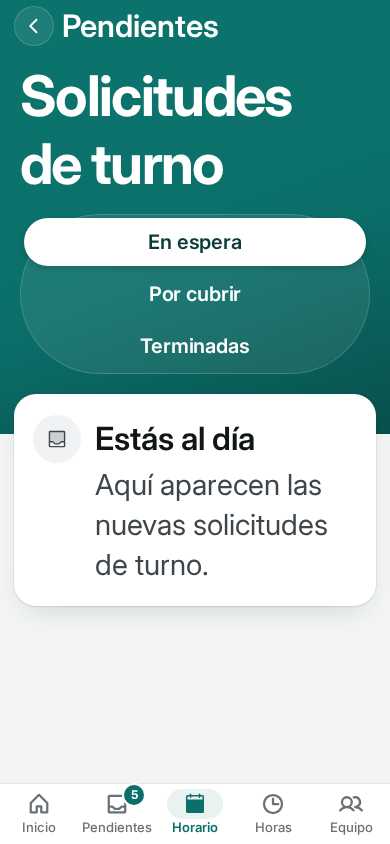 Pendientes
Solicitudes
de turno
En espera
Por cubrir
Terminadas
Estás al día
Aquí aparecen las
nuevas solicitudes
de turno.
5
Inicio
Pendientes
Horario
Horas
Equipo